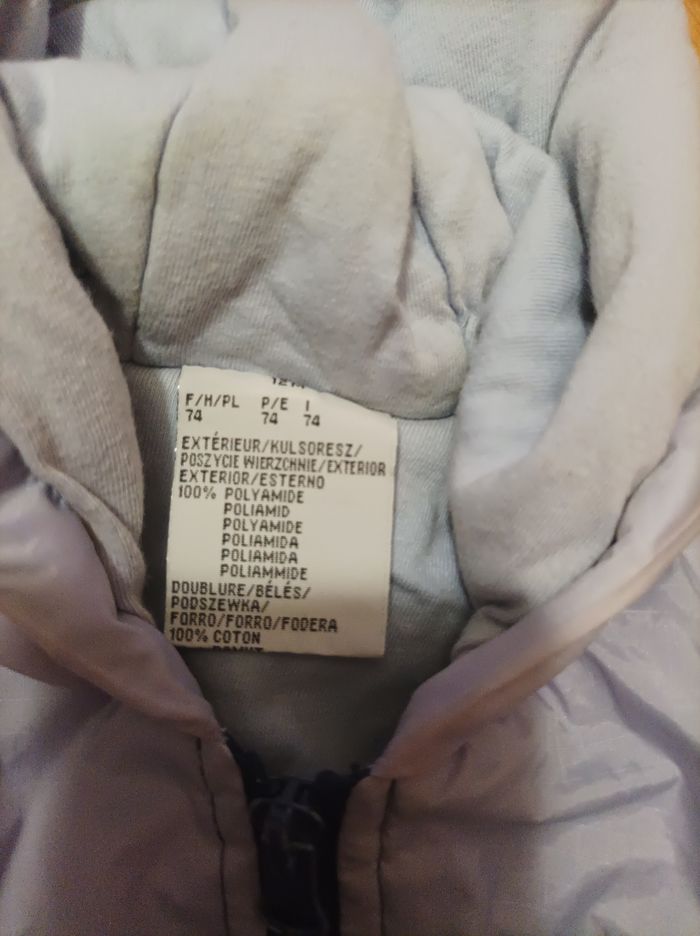 F/H/PL P/E I
74 74 74
EXTÉRIEUR/KULSORESZ/
POSZYCIE WIERZCHNIE/EXTERIOR
EXTERIOR/ESTERNO
100% POLYAMIDE
POLIAMID
POLYAMIDE
POLIAMIDA
POLIAMIDA
POLIAMMIDE
DOUBLURE/BÉLÉS/
PODSZEWKA/
FORRO/FORRO/FODERA
100% COTON